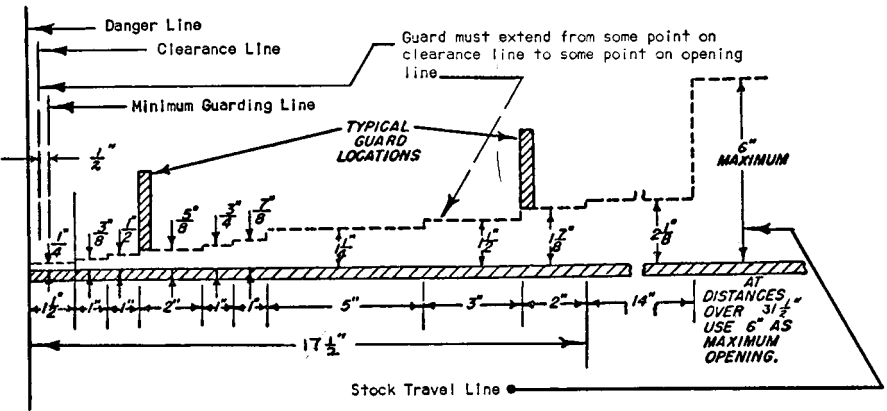 Danger Line
Clearance Line
Guard must extend from some point on
clearance line to some point on opening
line
Minimum Guarding Line
TYPICAL
GUARD
LOCATIONS
6"
MAXIMUM
1/2"
1/4"
3/8"
1/2"
5/8"
3/4"
7/8"
1 1/4"
1 1/2"
1 7/8"
2 1/8"
1 1/2"
1"
1"
2"
1"
1"
5"
3"
2"
14"
17 1/2"
AT
DISTANCES
OVER 31 1/2"
USE 6" AS
MAXIMUM
OPENING.
Stock Travel Line